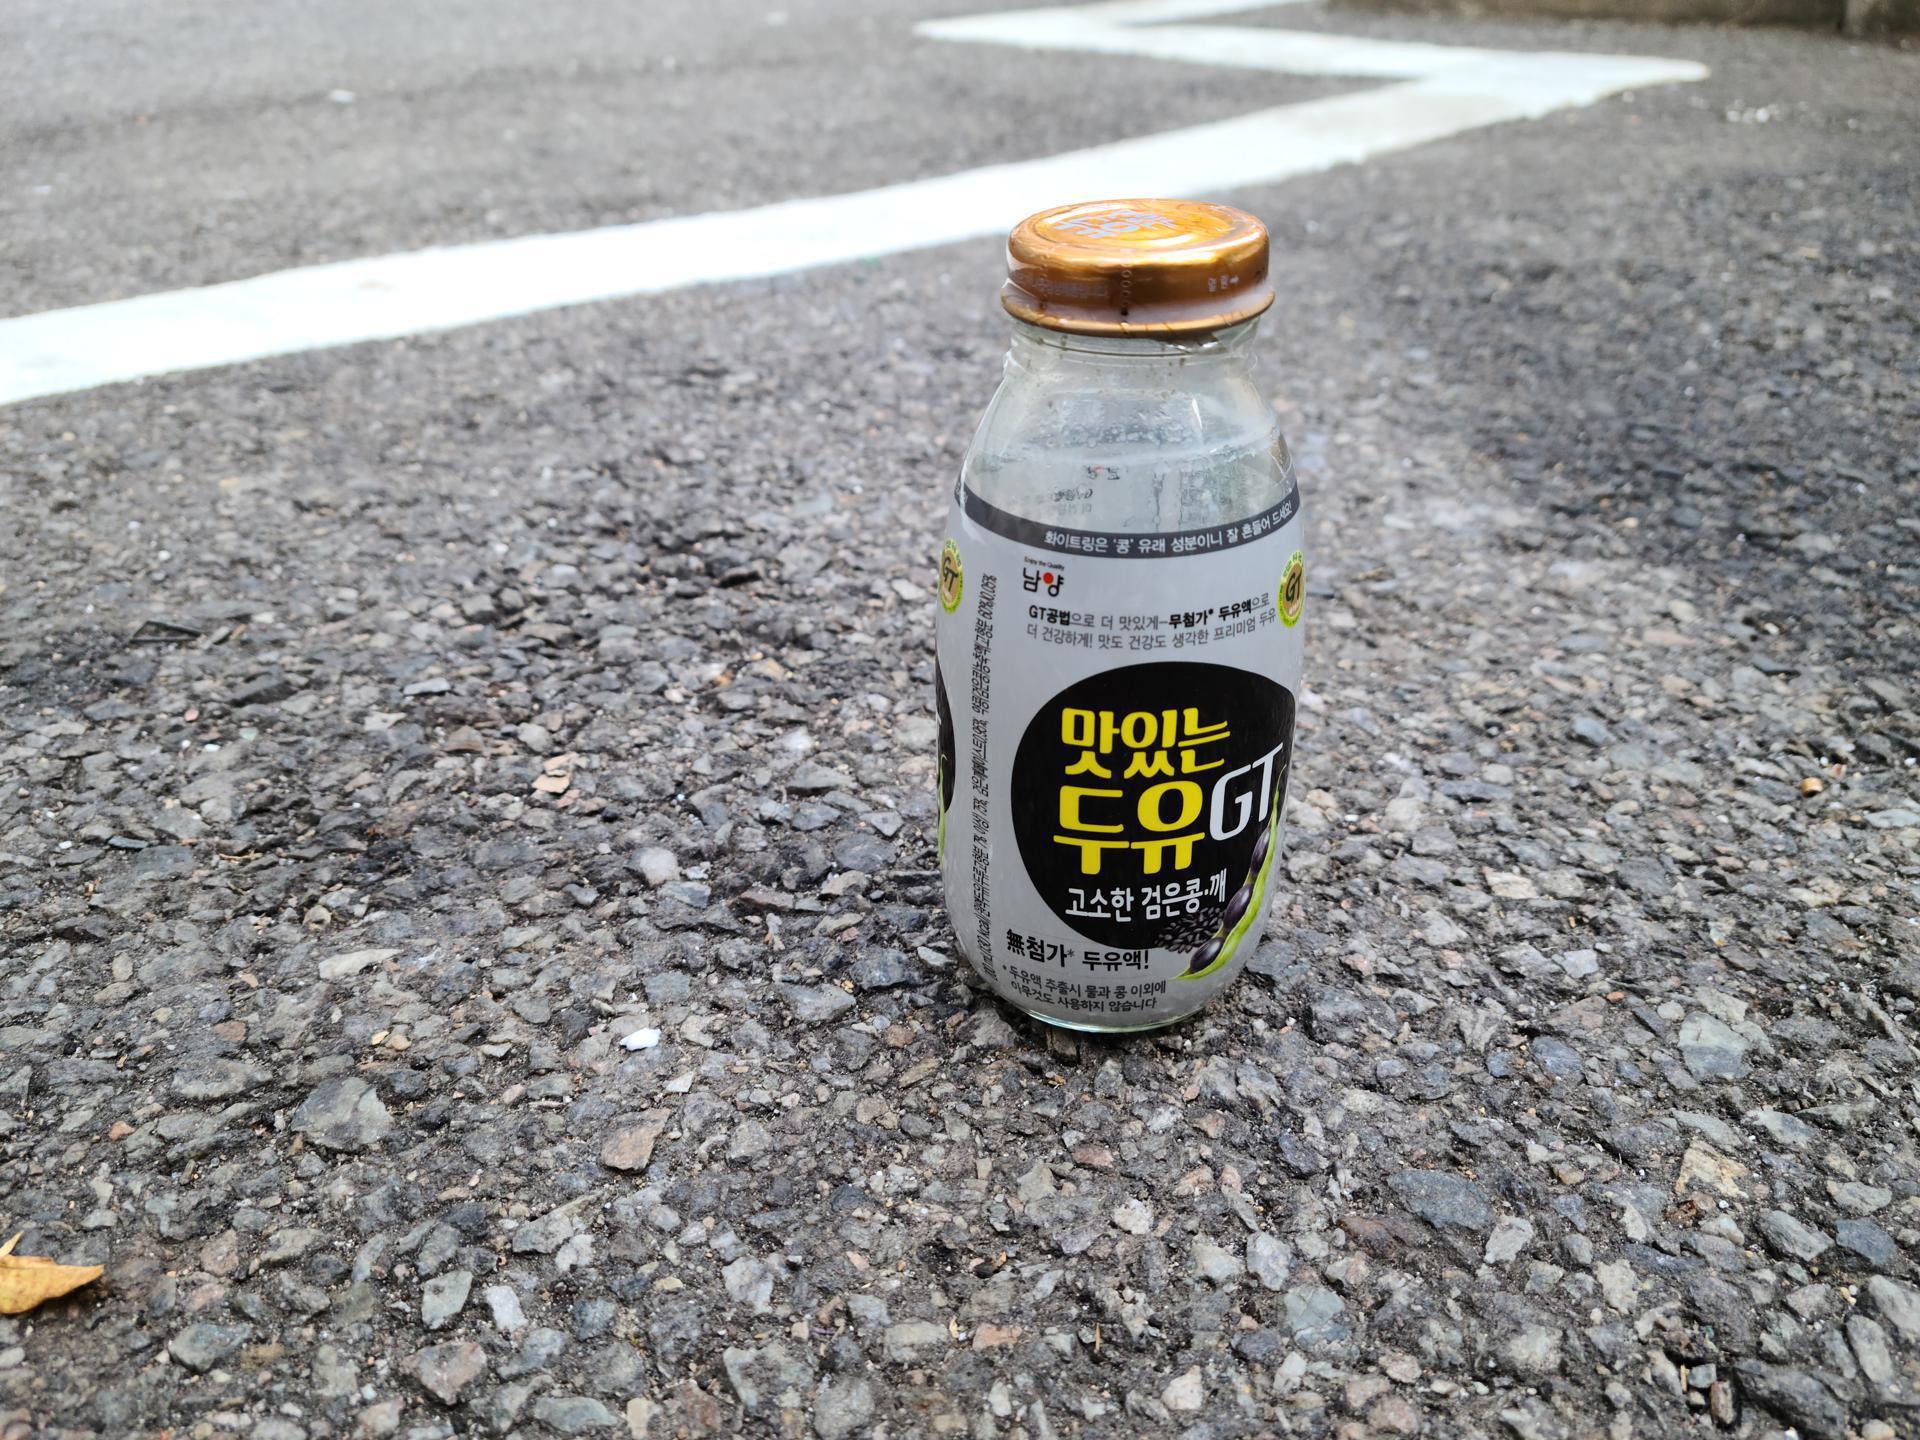 화이트링은 '콩' 유래 성분이니 잘 흔들어 드세요!
Enjoy the Quality
남양
GT공법으로 더 맛있게-무첨가* 두유액으로
더 건강하게! 맛도 건강도 생각한 프리미엄 두유
GT
GT
맛있는
두유GT
고소한 검은콩·깨
無첨가* 두유액!
*두유액 추출시 물과 콩 이외에
아무것도 사용하지 않습니다